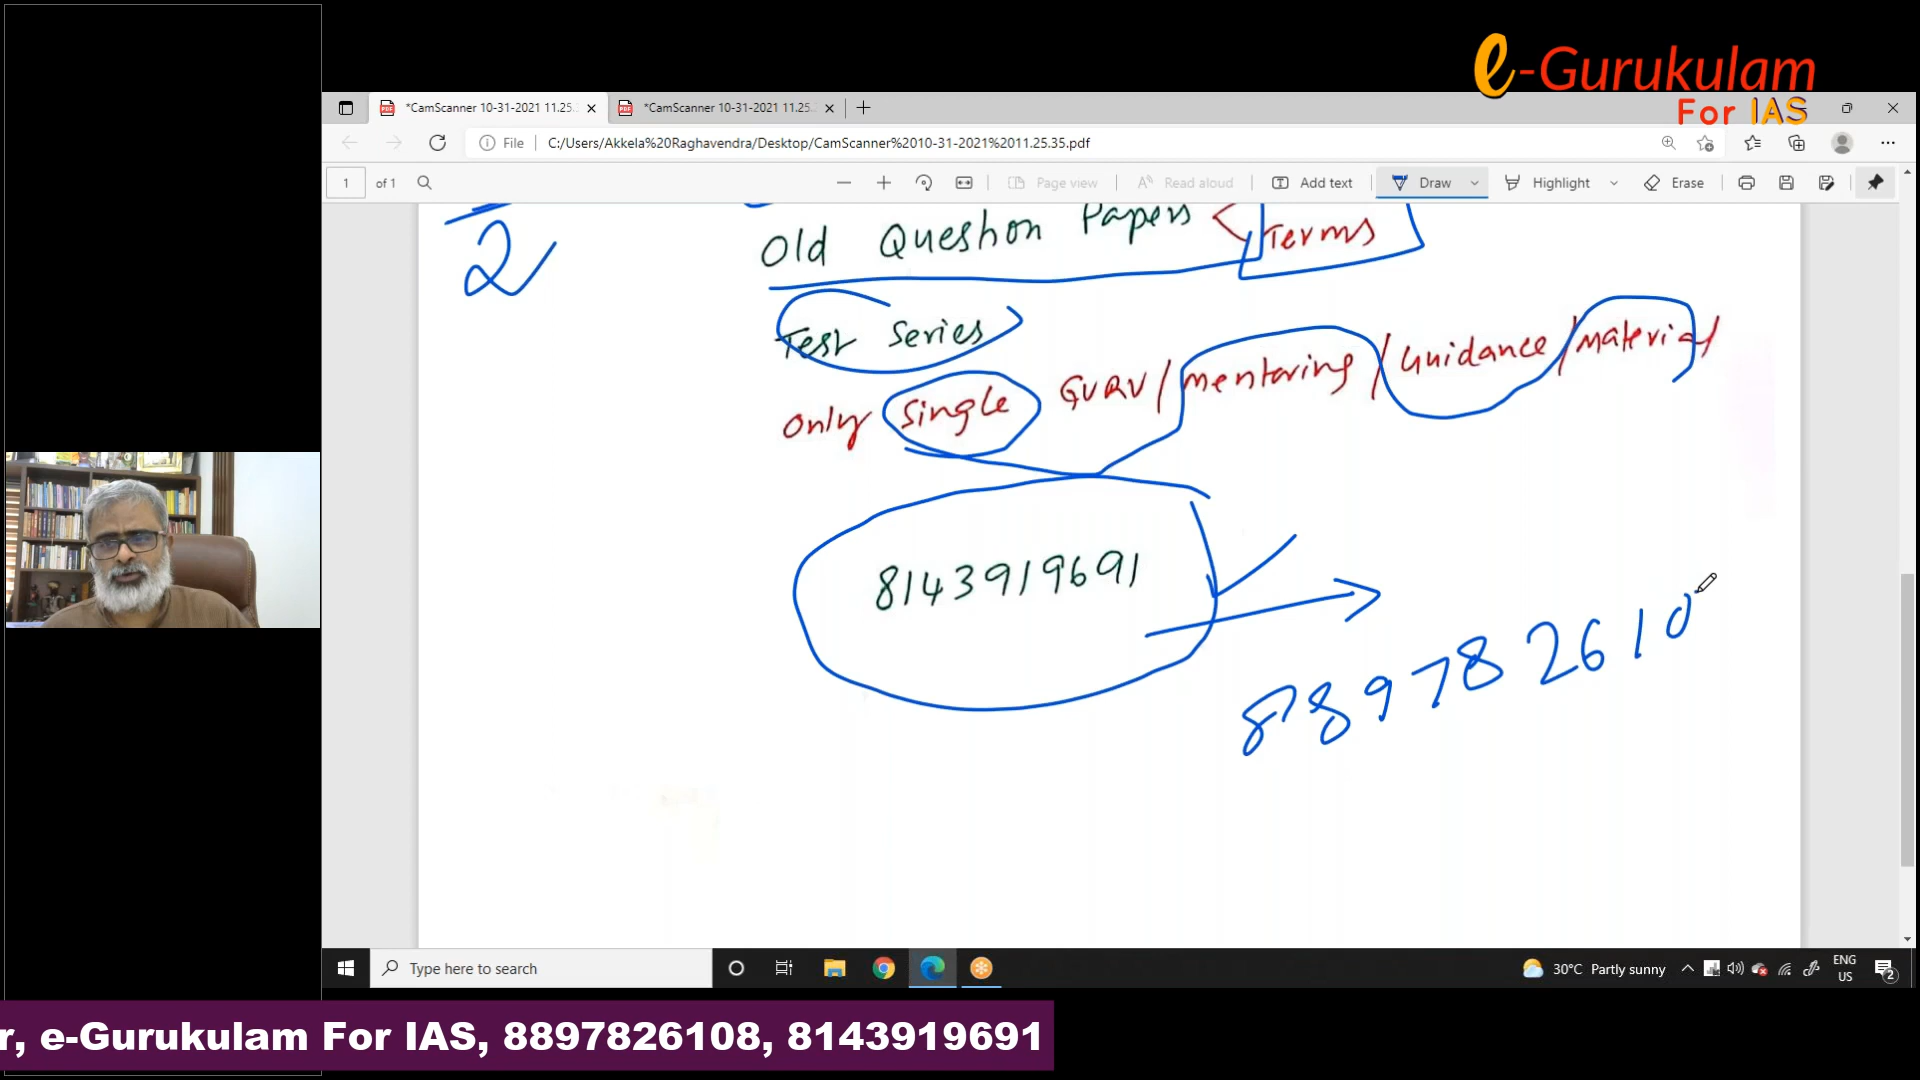 e-Gurukulam
For IAS
*CamScanner 10-31-2021 11.25.
*CamScanner 10-31-2021 11.25.
File
C:/Users/Akkela%20Raghavendra/Desktop/CamScanner%2010-31-2021%2011.25.35.pdf
1 of 1
Page view
Read aloud
Add text
Draw
Highlight
Erase
2
Old Question Papers
Terms
Test Series
Only Single GURU/mentoring/Guidance/material
8143919691
889782610
Type here to search
30°C Partly sunny
ENG
US
2
r, e-Gurukulam For IAS, 8897826108, 8143919691